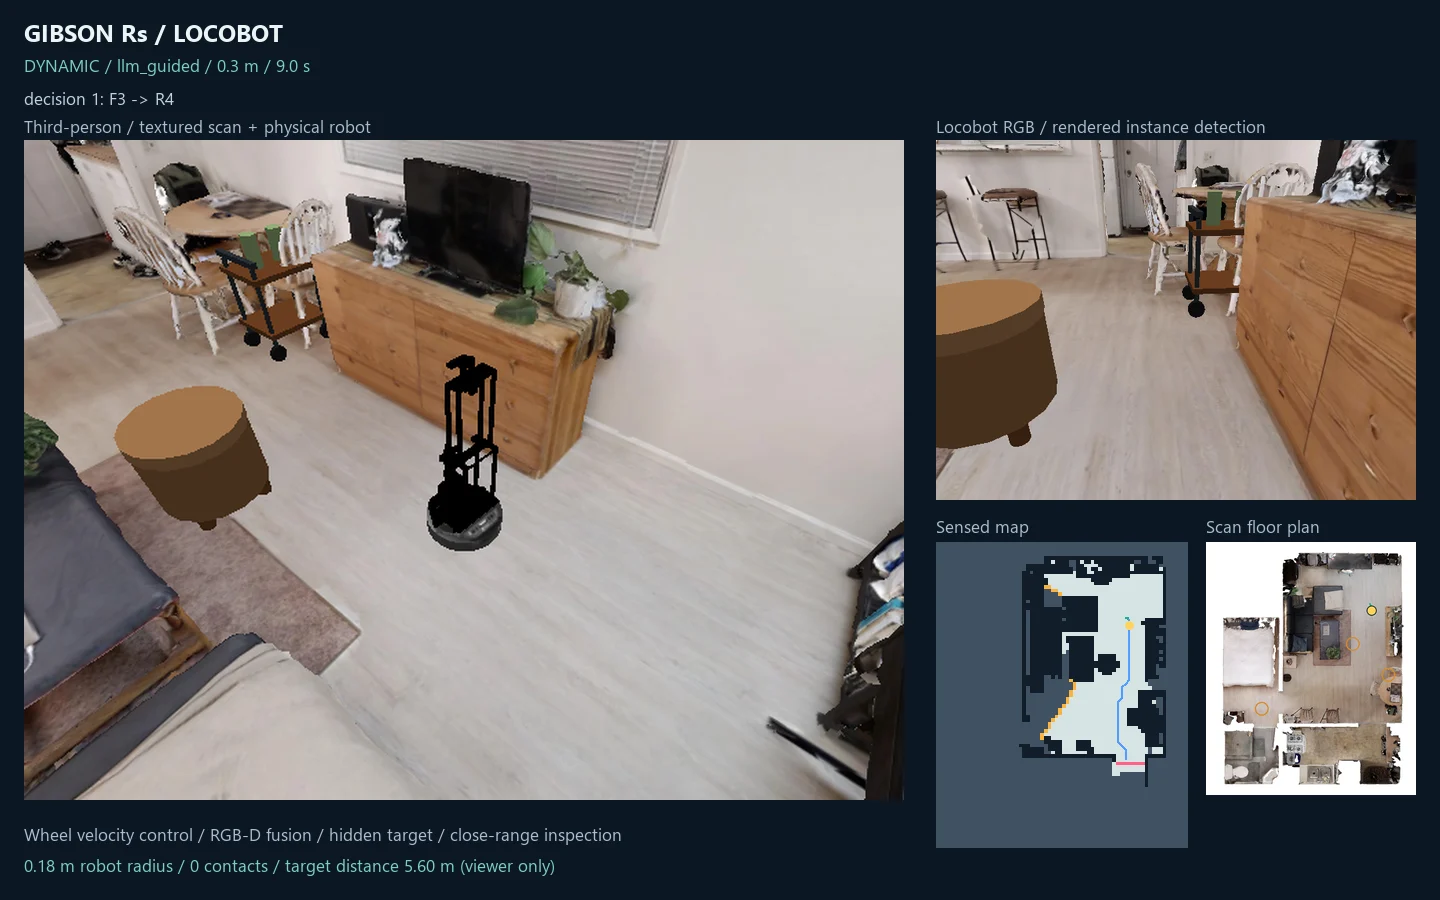 GIBSON Rs / LOCOBOT
DYNAMIC / llm_guided / 0.3 m / 9.0 s
decision 1: F3 -> R4
Third-person / textured scan + physical robot
Locobot RGB / rendered instance detection
Sensed map
Scan floor plan
Wheel velocity control / RGB-D fusion / hidden target / close-range inspection
0.18 m robot radius / 0 contacts / target distance 5.60 m (viewer only)